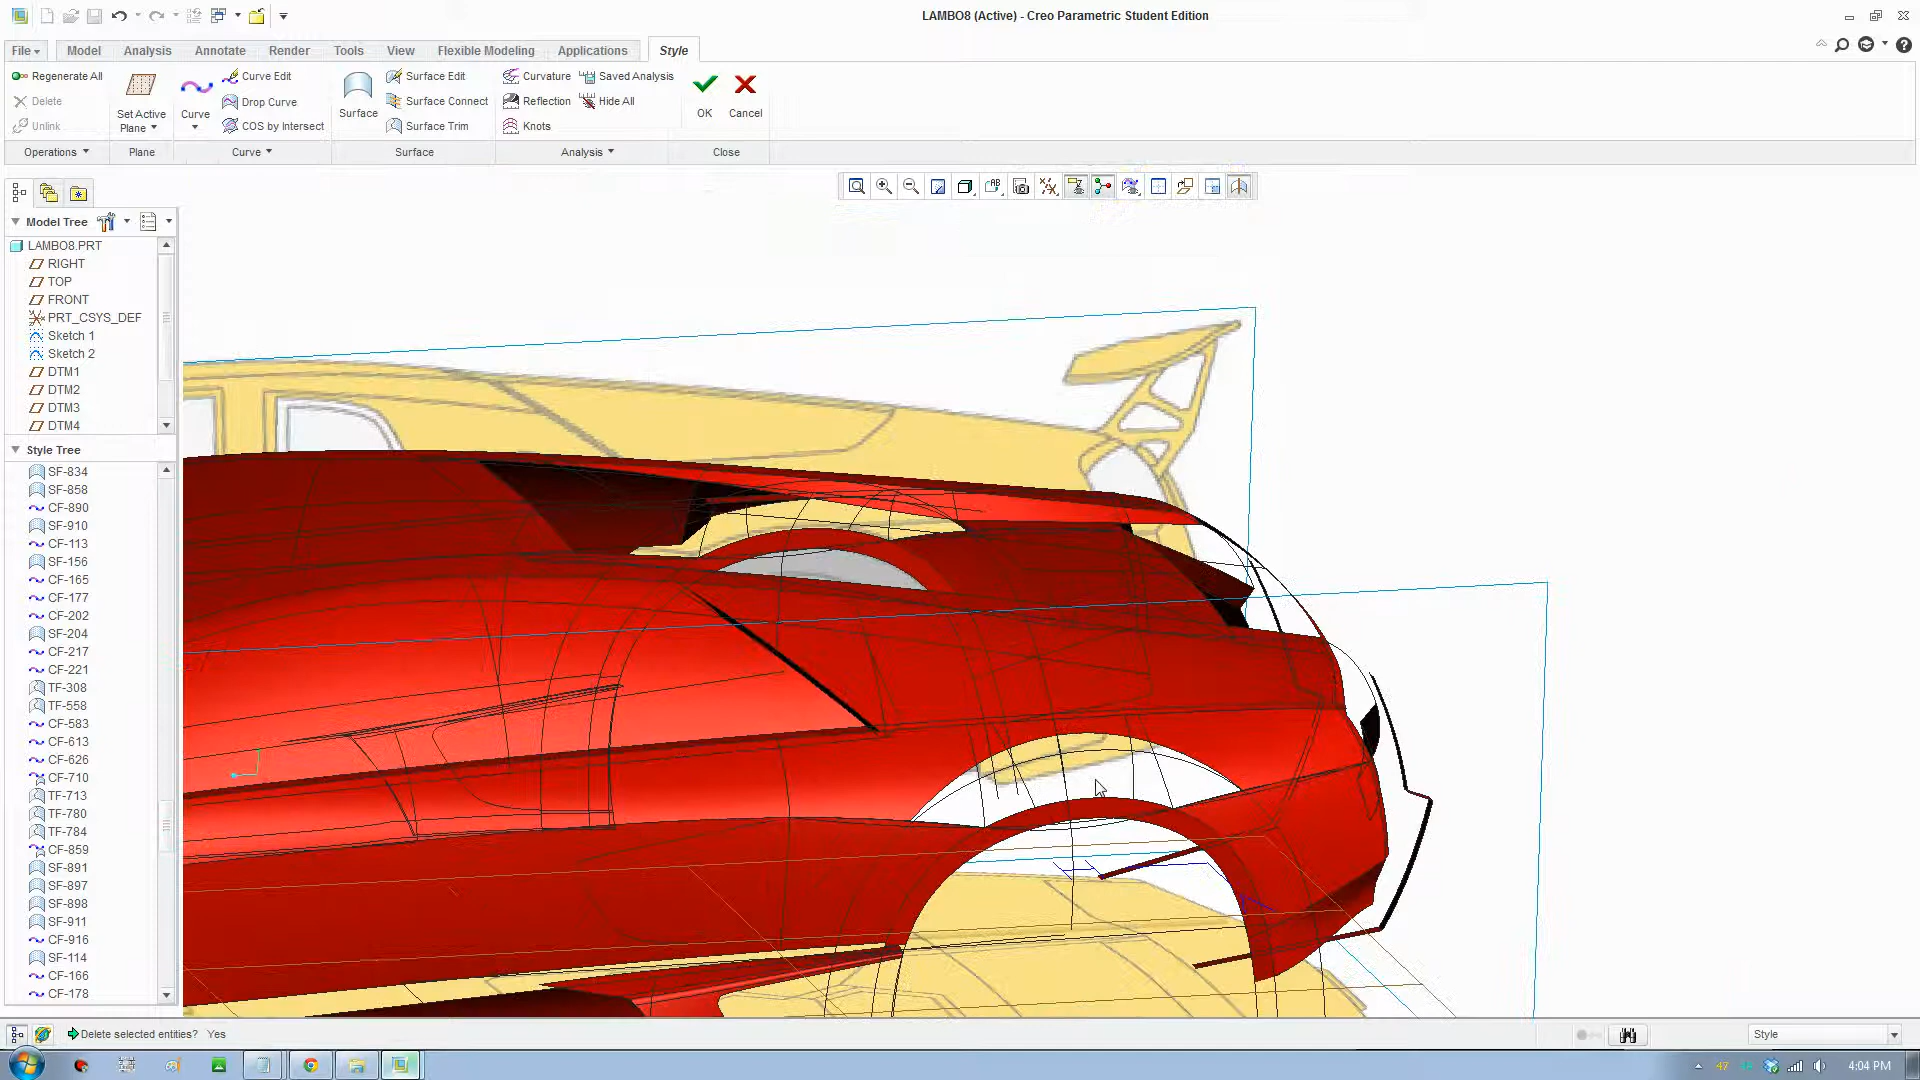 LAMBO8 (Active) - Creo Parametric Student Edition
File Model Analysis Annotate Render Tools View Flexible Modeling Applications Style
Regenerate All
Delete
Unlink
Set Active
Plane
Curve
Curve Edit
Drop Curve
COS by Intersect
Surface
Surface Edit
Surface Connect
Surface Trim
Curvature
Saved Analysis
Reflection
Hide All
Knots
OK
Cancel
Operations Plane Curve Surface Analysis Close
Model Tree
LAMBO8.PRT
RIGHT
TOP
FRONT
PRT_CSYS_DEF
Sketch 1
Sketch 2
DTM1
DTM2
DTM3
DTM4
Style Tree
SF-834
SF-858
CF-890
SF-910
CF-113
SF-156
CF-165
CF-177
CF-202
SF-204
CF-217
CF-221
TF-308
TF-558
CF-583
CF-613
CF-626
CF-710
TF-713
TF-780
TF-784
CF-859
SF-891
SF-897
SF-898
SF-911
CF-916
SF-114
CF-166
CF-178
Delete selected entities? Yes
Style
47
4:04 PM